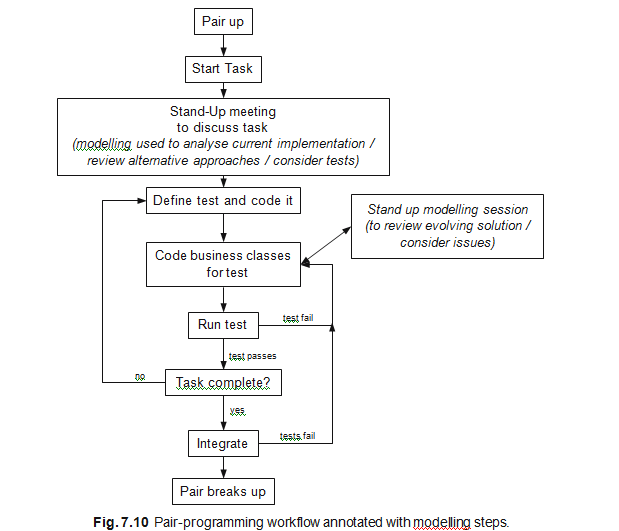 Pair up
Start Task
Stand-Up meeting
to discuss task
(modelling used to analyse current implementation /
review alternative approaches / consider tests)
Define test and code it
Stand up modelling session
(to review evolving solution /
consider issues)
Code business classes
for test
Run test
test fail
test passes
no
Task complete?
yes
Integrate
tests fail
Pair breaks up
Fig. 7.10 Pair-programming workflow annotated with modelling steps.